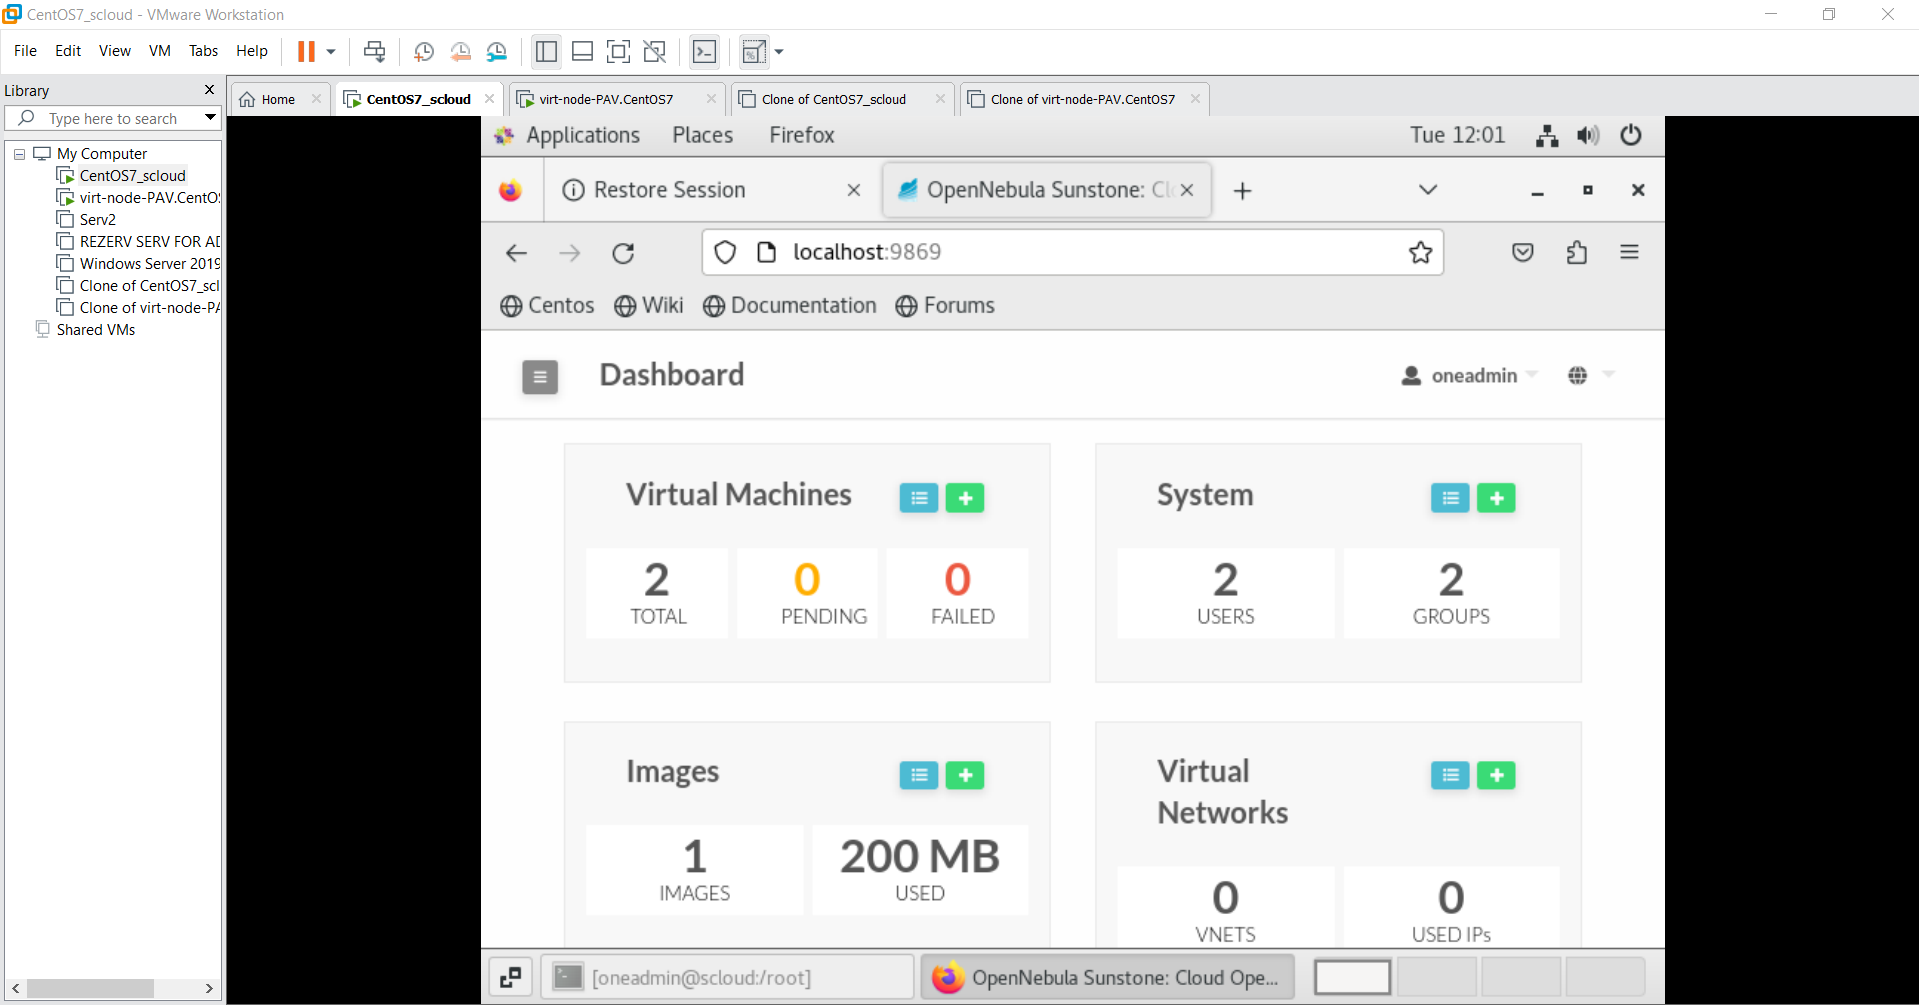 CentOS7_scloud - VMware Workstation
File Edit View VM Tabs Help
Library
Type here to search
My Computer
CentOS7_scloud
virt-node-PAV.CentOS
Serv2
REZERV SERV FOR AD
Windows Server 2019
Clone of CentOS7_scl
Clone of virt-node-PA
Shared VMs
Home CentOS7_scloud virt-node-PAV.CentOS7 Clone of CentOS7_scloud Clone of virt-node-PAV.CentOS7
Applications Places Firefox Tue 12:01
Restore Session OpenNebula Sunstone: Clo
localhost:9869
Centos Wiki Documentation Forums
Dashboard oneadmin
Virtual Machines
2 0 0
TOTAL PENDING FAILED
System
2 2
USERS GROUPS
Images
1 200 MB
IMAGES USED
Virtual
Networks
0 0
VNETS USED IPs
[oneadmin@scloud:/root] OpenNebula Sunstone: Cloud Ope...